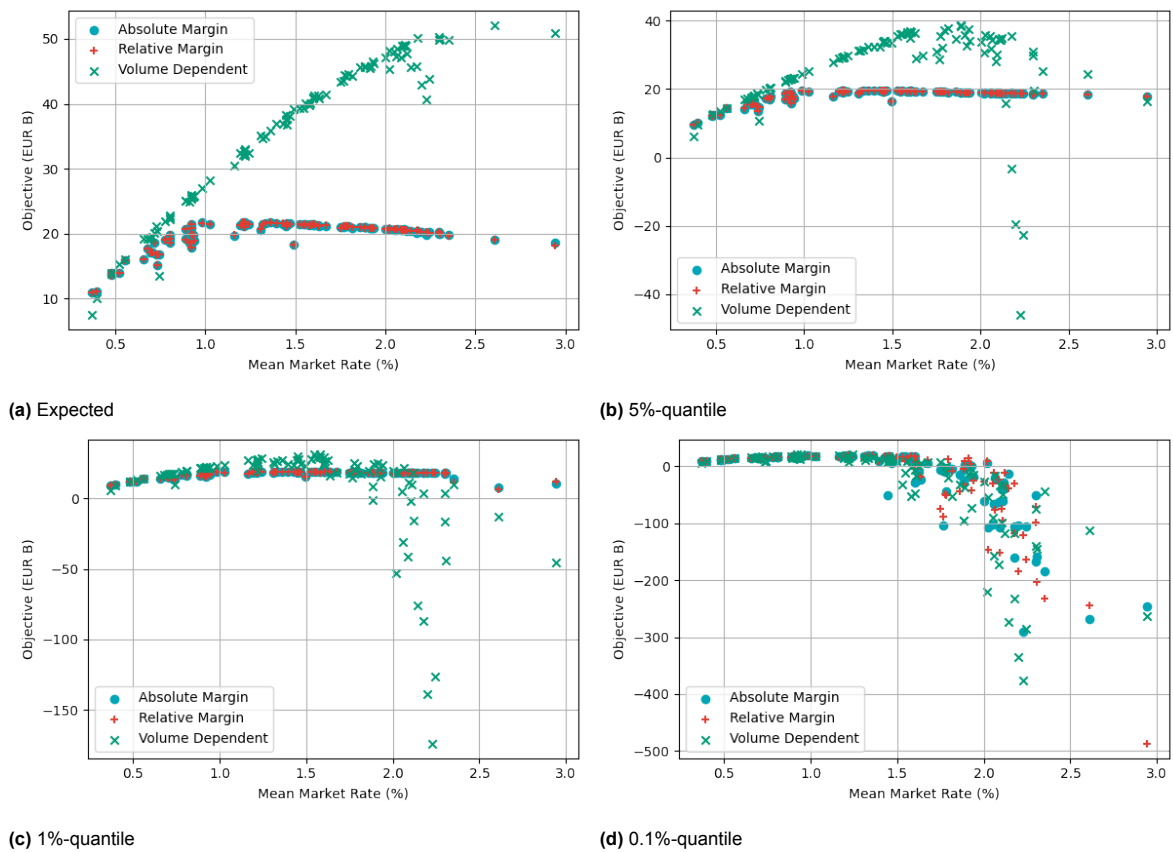 Absolute Margin
Relative Margin
Volume Dependent
50
40
30
20
10
Objective (EUR B)
0.5 1.0 1.5 2.0 2.5 3.0
Mean Market Rate (%)
(a) Expected
40
20
0
−20
−40
Objective (EUR B)
Absolute Margin
Relative Margin
Volume Dependent
0.5 1.0 1.5 2.0 2.5 3.0
Mean Market Rate (%)
(b) 5%-quantile
0
−50
−100
−150
Objective (EUR B)
Absolute Margin
Relative Margin
Volume Dependent
0.5 1.0 1.5 2.0 2.5 3.0
Mean Market Rate (%)
(c) 1%-quantile
0
−100
−200
−300
−400
−500
Objective (EUR B)
Absolute Margin
Relative Margin
Volume Dependent
0.5 1.0 1.5 2.0 2.5 3.0
Mean Market Rate (%)
(d) 0.1%-quantile